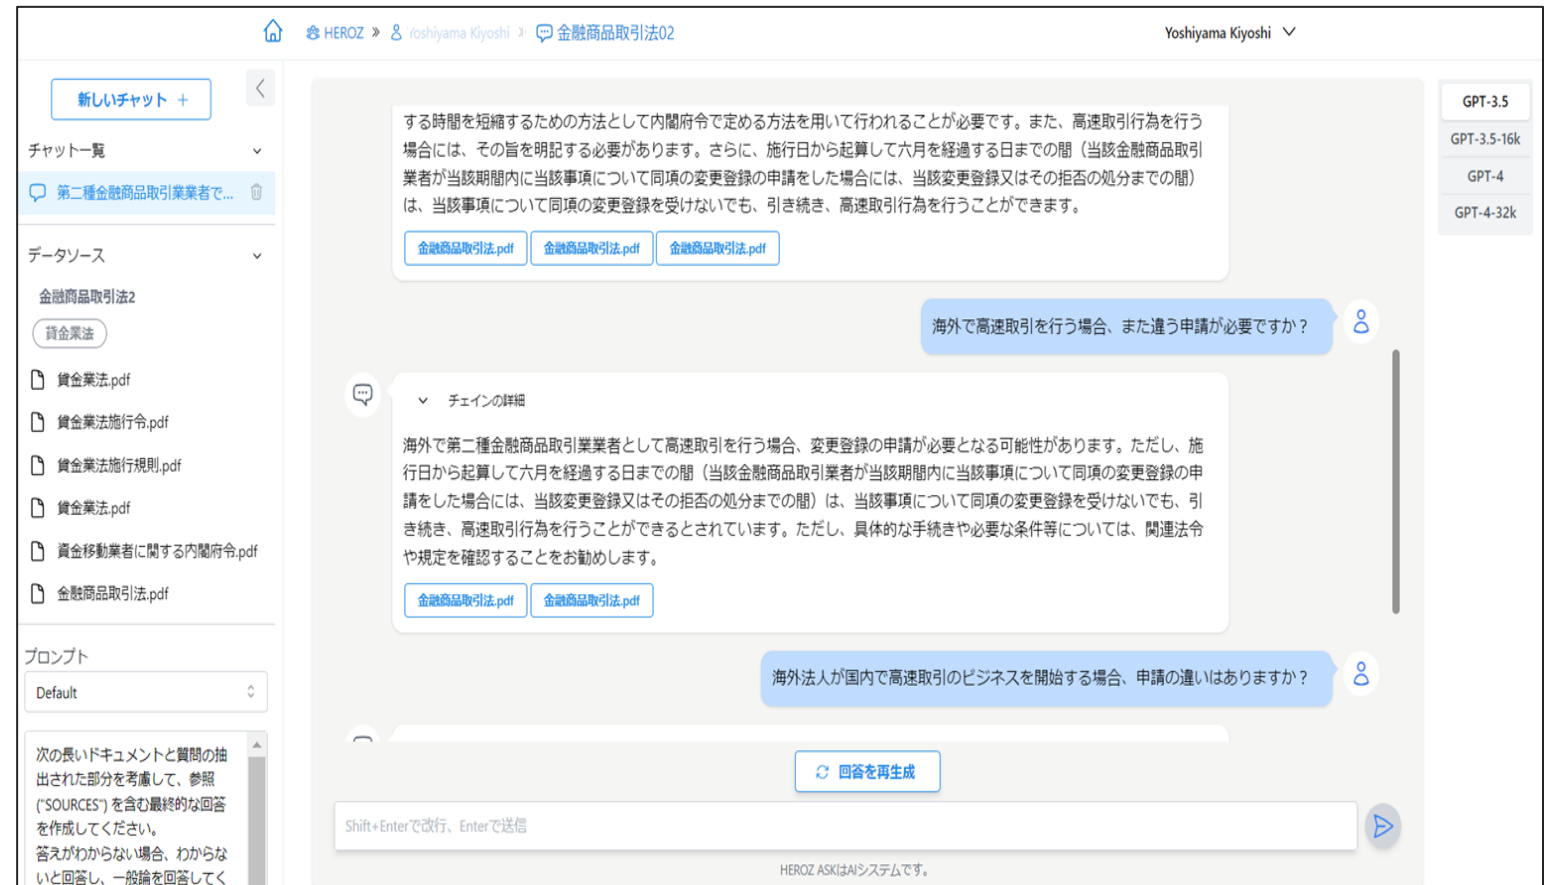 HEROZ » Yoshiyama Kiyoshi » 金融商品取引法02
Yoshiyama Kiyoshi
新しいチャット +
チャット一覧
第二種金融商品取引業業者で...
データソース
金融商品取引法2
貸金業法
貸金業法.pdf
貸金業法施行令.pdf
貸金業法施行規則.pdf
貸金業法.pdf
資金移動業者に関する内閣府令.pdf
金融商品取引法.pdf
プロンプト
Default
次の長いドキュメントと質問の抽
出された部分を考慮して、参照
("SOURCES") を含む最終的な回答
を作成してください。
答えがわからない場合、わからな
いと回答し、一般論を回答してく
する時間を短縮するための方法として内閣府令で定める方法を用いて行われることが必要です。また、高速取引行為を行う
場合には、その旨を明記する必要があります。さらに、施行日から起算して六月を経過する日までの間（当該金融商品取引
業者が当該期間内に当該事項について同項の変更登録の申請をした場合には、当該変更登録又はその拒否の処分までの間）
は、当該事項について同項の変更登録を受けないでも、引き続き、高速取引行為を行うことができます。
金融商品取引法.pdf 金融商品取引法.pdf 金融商品取引法.pdf
海外で高速取引を行う場合、また違う申請が必要ですか？
チェインの詳細
海外で第二種金融商品取引業業者として高速取引を行う場合、変更登録の申請が必要となる可能性があります。ただし、施
行日から起算して六月を経過する日までの間（当該金融商品取引業者が当該期間内に当該事項について同項の変更登録の申
請をした場合には、当該変更登録又はその拒否の処分までの間）は、当該事項について同項の変更登録を受けないでも、引
き続き、高速取引行為を行うことができるとされています。ただし、具体的な手続きや必要な条件等については、関連法令
や規定を確認することをお勧めします。
金融商品取引法.pdf 金融商品取引法.pdf
海外法人が国内で高速取引のビジネスを開始する場合、申請の違いはありますか？
回答を再生成
Shift+Enterで改行、Enterで送信
HEROZ ASKはAIシステムです。
GPT-3.5
GPT-3.5-16k
GPT-4
GPT-4-32k